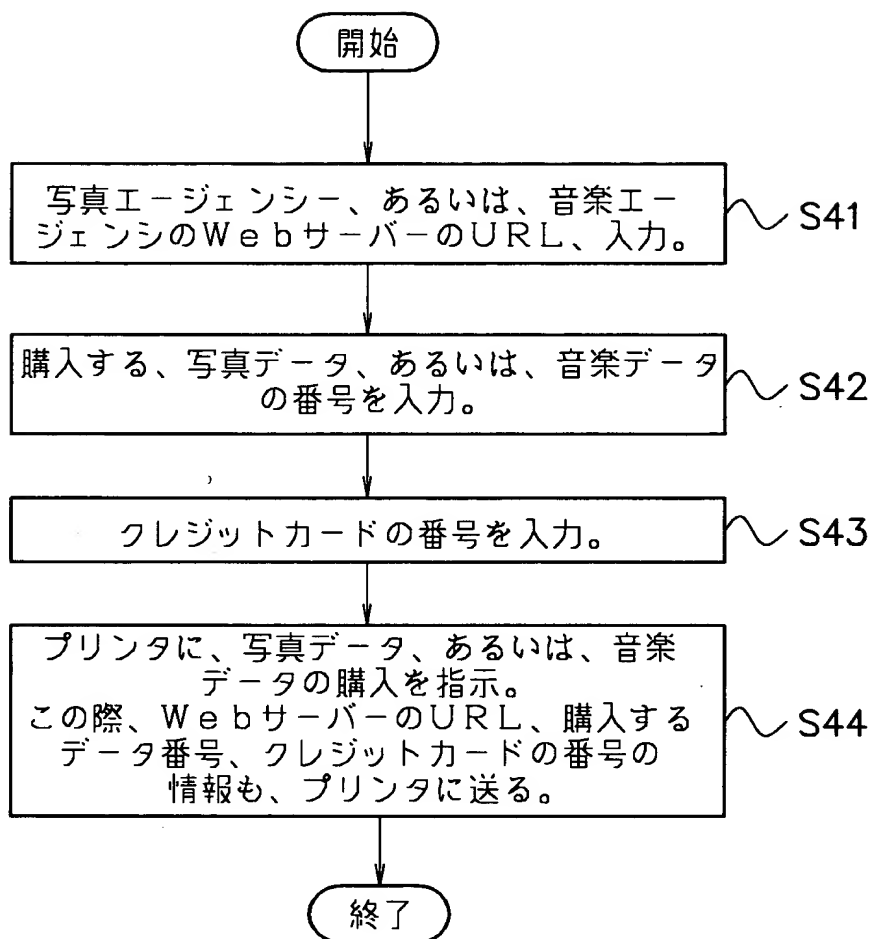 開始
写真エージェンシー、あるいは、音楽エー
ジェンシのＷｅｂサーバーのＵＲＬ、入力。
S41
購入する、写真データ、あるいは、音楽データ
の番号を入力。
S42
クレジットカードの番号を入力。
S43
プリンタに、写真データ、あるいは、音楽
データの購入を指示。
この際、ＷｅｂサーバーのＵＲＬ、購入する
データ番号、クレジットカードの番号の
情報も、プリンタに送る。
S44
終了